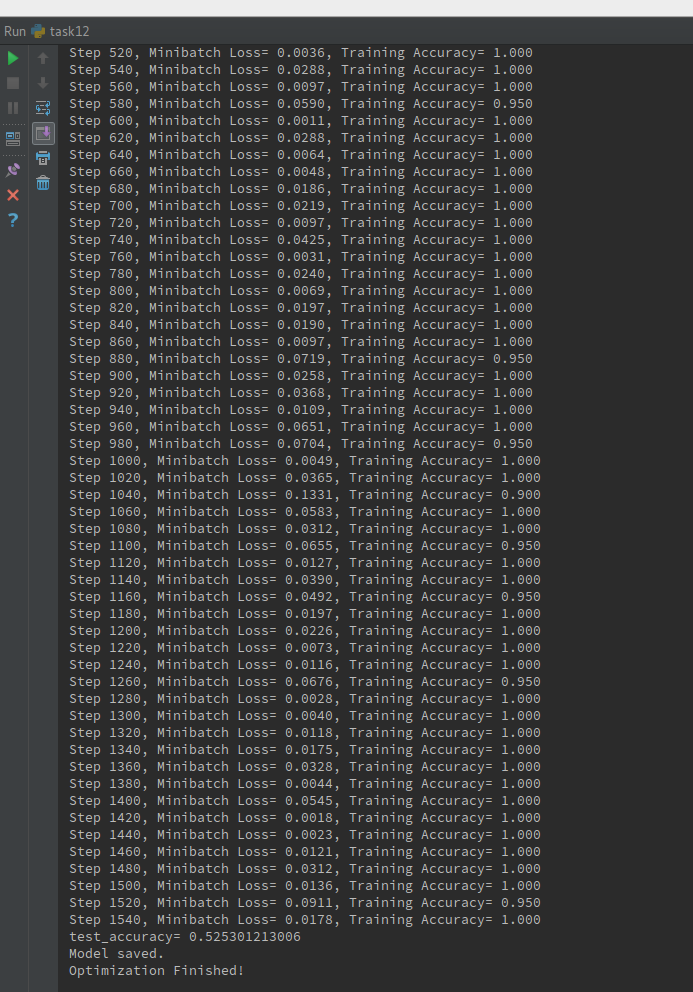 Run task12
Step 520, Minibatch Loss= 0.0036, Training Accuracy= 1.000
Step 540, Minibatch Loss= 0.0288, Training Accuracy= 1.000
Step 560, Minibatch Loss= 0.0097, Training Accuracy= 1.000
Step 580, Minibatch Loss= 0.0590, Training Accuracy= 0.950
Step 600, Minibatch Loss= 0.0011, Training Accuracy= 1.000
Step 620, Minibatch Loss= 0.0288, Training Accuracy= 1.000
Step 640, Minibatch Loss= 0.0064, Training Accuracy= 1.000
Step 660, Minibatch Loss= 0.0048, Training Accuracy= 1.000
Step 680, Minibatch Loss= 0.0186, Training Accuracy= 1.000
Step 700, Minibatch Loss= 0.0219, Training Accuracy= 1.000
Step 720, Minibatch Loss= 0.0097, Training Accuracy= 1.000
Step 740, Minibatch Loss= 0.0425, Training Accuracy= 1.000
Step 760, Minibatch Loss= 0.0031, Training Accuracy= 1.000
Step 780, Minibatch Loss= 0.0240, Training Accuracy= 1.000
Step 800, Minibatch Loss= 0.0069, Training Accuracy= 1.000
Step 820, Minibatch Loss= 0.0197, Training Accuracy= 1.000
Step 840, Minibatch Loss= 0.0190, Training Accuracy= 1.000
Step 860, Minibatch Loss= 0.0097, Training Accuracy= 1.000
Step 880, Minibatch Loss= 0.0719, Training Accuracy= 0.950
Step 900, Minibatch Loss= 0.0258, Training Accuracy= 1.000
Step 920, Minibatch Loss= 0.0368, Training Accuracy= 1.000
Step 940, Minibatch Loss= 0.0109, Training Accuracy= 1.000
Step 960, Minibatch Loss= 0.0651, Training Accuracy= 1.000
Step 980, Minibatch Loss= 0.0704, Training Accuracy= 0.950
Step 1000, Minibatch Loss= 0.0049, Training Accuracy= 1.000
Step 1020, Minibatch Loss= 0.0365, Training Accuracy= 1.000
Step 1040, Minibatch Loss= 0.1331, Training Accuracy= 0.900
Step 1060, Minibatch Loss= 0.0583, Training Accuracy= 1.000
Step 1080, Minibatch Loss= 0.0312, Training Accuracy= 1.000
Step 1100, Minibatch Loss= 0.0655, Training Accuracy= 0.950
Step 1120, Minibatch Loss= 0.0127, Training Accuracy= 1.000
Step 1140, Minibatch Loss= 0.0390, Training Accuracy= 1.000
Step 1160, Minibatch Loss= 0.0492, Training Accuracy= 0.950
Step 1180, Minibatch Loss= 0.0197, Training Accuracy= 1.000
Step 1200, Minibatch Loss= 0.0226, Training Accuracy= 1.000
Step 1220, Minibatch Loss= 0.0073, Training Accuracy= 1.000
Step 1240, Minibatch Loss= 0.0116, Training Accuracy= 1.000
Step 1260, Minibatch Loss= 0.0676, Training Accuracy= 0.950
Step 1280, Minibatch Loss= 0.0028, Training Accuracy= 1.000
Step 1300, Minibatch Loss= 0.0040, Training Accuracy= 1.000
Step 1320, Minibatch Loss= 0.0118, Training Accuracy= 1.000
Step 1340, Minibatch Loss= 0.0175, Training Accuracy= 1.000
Step 1360, Minibatch Loss= 0.0328, Training Accuracy= 1.000
Step 1380, Minibatch Loss= 0.0044, Training Accuracy= 1.000
Step 1400, Minibatch Loss= 0.0545, Training Accuracy= 1.000
Step 1420, Minibatch Loss= 0.0018, Training Accuracy= 1.000
Step 1440, Minibatch Loss= 0.0023, Training Accuracy= 1.000
Step 1460, Minibatch Loss= 0.0121, Training Accuracy= 1.000
Step 1480, Minibatch Loss= 0.0312, Training Accuracy= 1.000
Step 1500, Minibatch Loss= 0.0136, Training Accuracy= 1.000
Step 1520, Minibatch Loss= 0.0911, Training Accuracy= 0.950
Step 1540, Minibatch Loss= 0.0178, Training Accuracy= 1.000
test_accuracy= 0.525301213006
Model saved.
Optimization Finished!